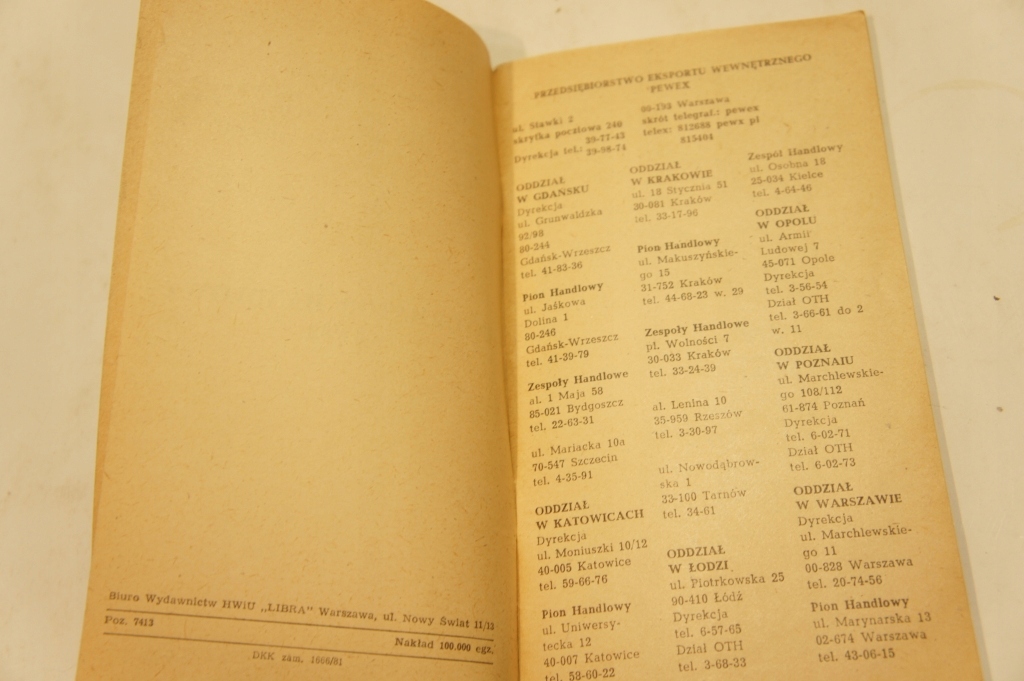 Biuro Wydawnictw HWiU „LIBRA" Warszawa, ul. Nowy Świat 11/13
Poz. 7413
Nakład 100.000 egz.
DKK zam. 1660/81
PRZEDSIĘBIORSTWO EKSPORTU WEWNĘTRZNEGO
PEWEX
ul. Stawki 2
skrytka pocztowa 240
39-77-43
Dyrekcja tel.: 39-98-74
00-193 Warszawa
skrót telegraf.: pewex
telex: 812688 pewx pl
815404
ODDZIAŁ
W GDAŃSKU
Dyrekcja
ul. Grunwaldzka
92/98
80-244
Gdańsk-Wrzeszcz
tel. 41-83-36
Pion Handlowy
ul. Jaśkowa
Dolina 1
80-246
Gdańsk-Wrzeszcz
tel. 41-39-79
Zespoły Handlowe
al. 1 Maja 58
85-021 Bydgoszcz
tel. 22-63-31
ul. Mariacka 10a
70-547 Szczecin
tel. 4-35-91
ODDZIAŁ
W KATOWICACH
Dyrekcja
ul. Moniuszki 10/12
40-005 Katowice
tel. 59-66-76
Pion Handlowy
ul. Uniwersy-
tecka 12
40-007 Katowice
tel. 58-60-22
ODDZIAŁ
W KRAKOWIE
ul. 18 Stycznia 51
30-081 Kraków
tel. 33-17-96
Pion Handlowy
ul. Makuszyńskie-
go 15
31-752 Kraków
tel. 44-68-23 w. 29
Zespoły Handlowe
pl. Wolności 7
30-033 Kraków
tel. 33-24-39
al. Lenina 10
35-959 Rzeszów
tel. 3-30-97
ul. Nowodąbrow-
ska 1
33-100 Tarnów
tel. 34-61
ODDZIAŁ
W ŁODZI
ul. Piotrkowska 25
90-410 Łódź
Dyrekcja
tel. 6-57-65
Dział OTH
tel. 3-68-33
Zespół Handlowy
ul. Osobna 18
25-634 Kielce
tel. 4-64-46
ODDZIAŁ
W OPOLU
ul. Armii
Ludowej 7
45-071 Opole
Dyrekcja
tel. 3-56-54
Dział OTH
tel. 3-66-61 do 2
w. 11
ODDZIAŁ
W POZNAIU
ul. Marchlewskie-
go 108/112
61-874 Poznań
Dyrekcja
tel. 6-02-71
Dział OTH
tel. 6-02-73
ODDZIAŁ
W WARSZAWIE
Dyrekcja
ul. Marchlewskie-
go 11
00-828 Warszawa
tel. 20-74-56
Pion Handlowy
ul. Marynarska 13
02-674 Warszawa
tel. 43-06-15